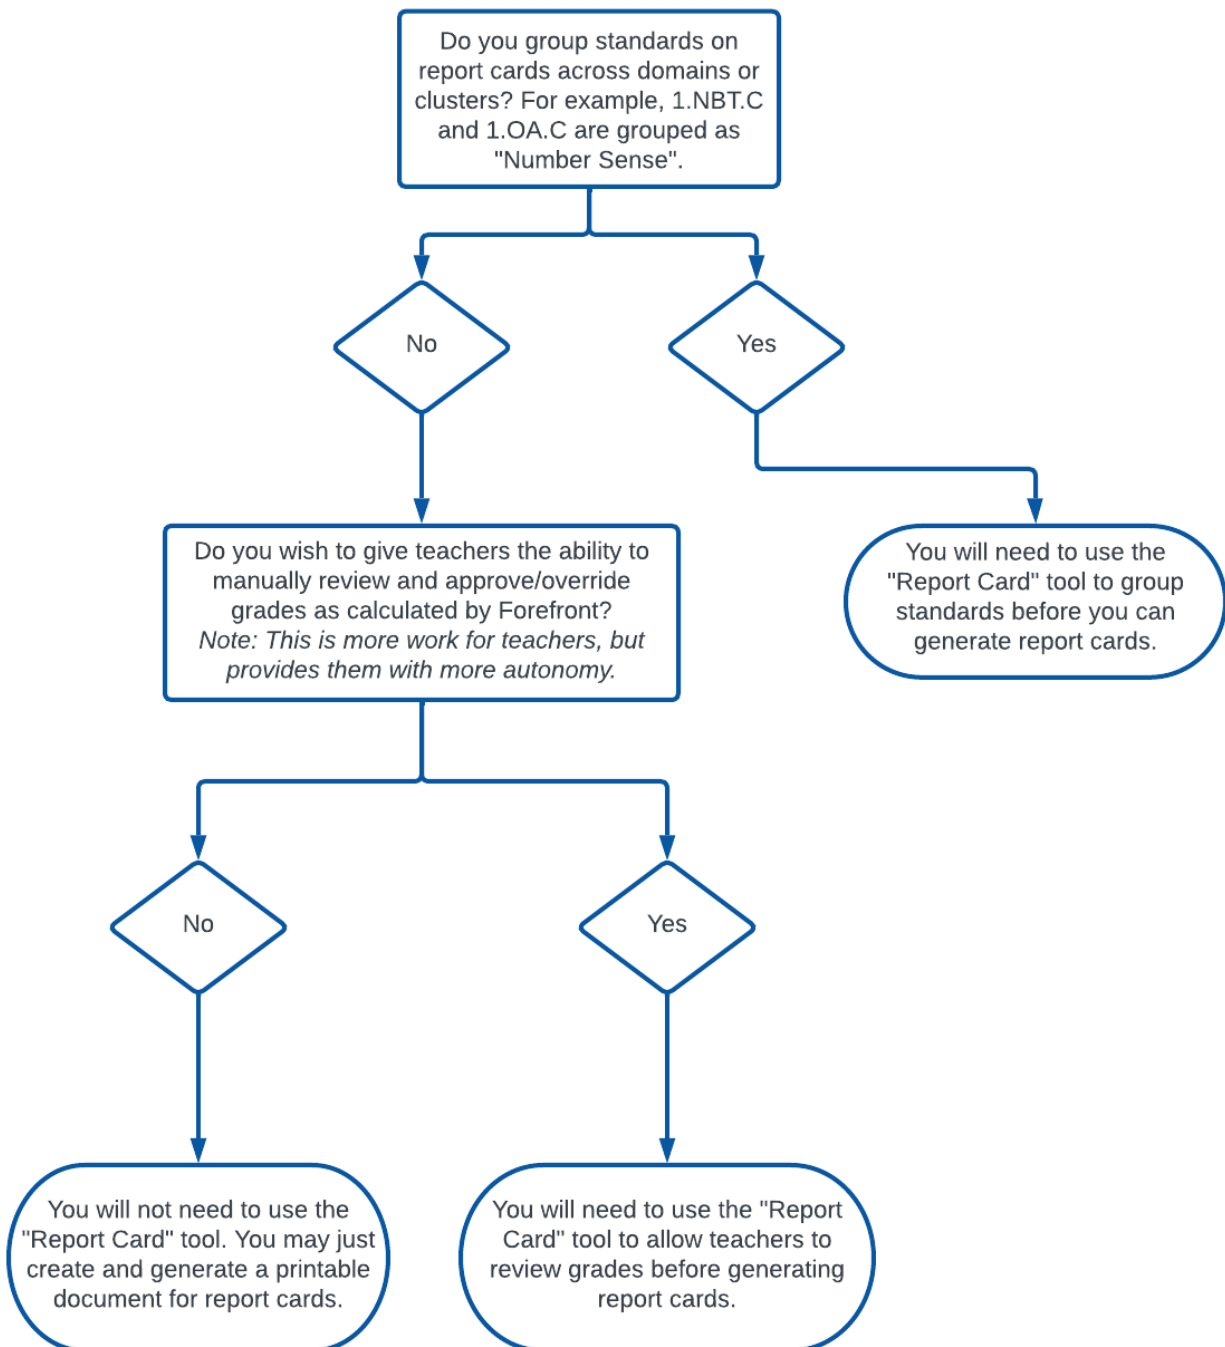 Do you group standards on
report cards across domains or
clusters? For example, 1.NBT.C
and 1.OA.C are grouped as
"Number Sense".
No
Yes
Do you wish to give teachers the ability to
manually review and approve/override
grades as calculated by Forefront?
Note: This is more work for teachers, but
provides them with more autonomy.
You will need to use the
"Report Card" tool to group
standards before you can
generate report cards.
No
Yes
You will not need to use the
"Report Card" tool. You may just
create and generate a printable
document for report cards.
You will need to use the "Report
Card" tool to allow teachers to
review grades before generating
report cards.